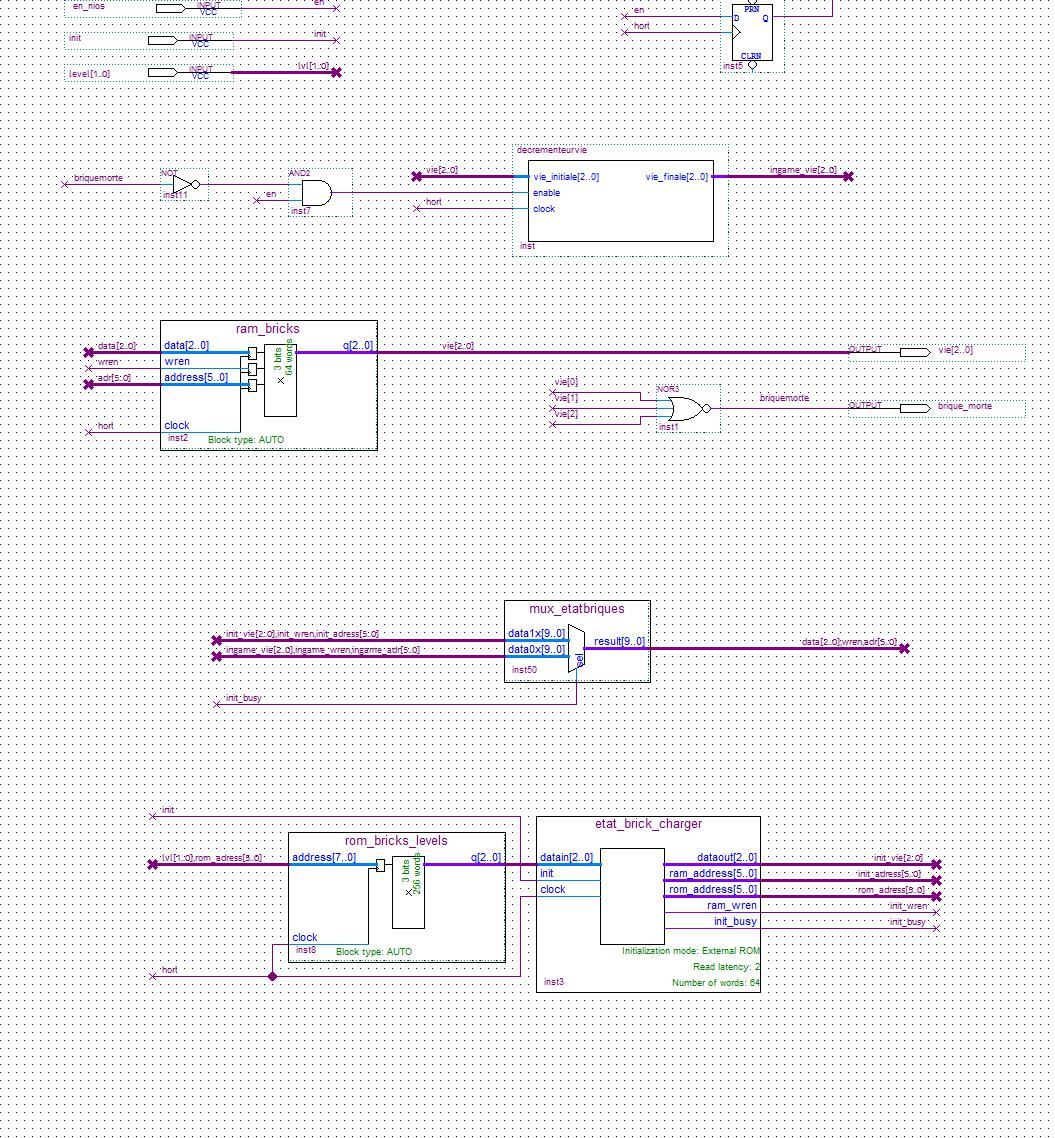 en_nios INPUT VCC en
init INPUT VCC init
level[1..0] INPUT VCC lvl[1..0]
en
horl
PRN
D Q
CLRN
inst5
briquemorte NOT inst11
AND2
en
inst7
decrementeurvie
vie[2..0]
vie_initiale[2..0] vie_finale[2..0]
ingame_vie[2..0]
enable
horl
clock
inst
ram_bricks
data[2..0] data[2..0] q[2..0] vie[2..0]
wren wren
adr[5..0] address[5..0]
3 bits
64 words
horl clock
inst2 Block type: AUTO
OUTPUT vie[2..0]
vie[0]
vie[1]
vie[2]
NOR3
inst1
briquemorte OUTPUT brique_morte
mux_etatbriques
init_vie[2..0],init_wren,init_adress[5..0] data1x[9..0]
ingame_vie[2..0],ingame_wren,ingame_adr[5..0] data0x[9..0]
result[9..0] data[2..0],wren,adr[5..0]
sel
inst50
init_busy
init
rom_bricks_levels
lvl[1..0],rom_adress[5..0] address[7..0] q[2..0]
3 bits
256 words
clock
inst8 Block type: AUTO
horl
etat_brick_charger
datain[2..0] dataout[2..0] init_vie[2..0]
init ram_address[5..0] init_adress[5..0]
clock rom_address[5..0] rom_adress[5..0]
ram_wren init_wren
init_busy init_busy
Initialization mode: External ROM
Read latency: 2
inst3 Number of words: 64